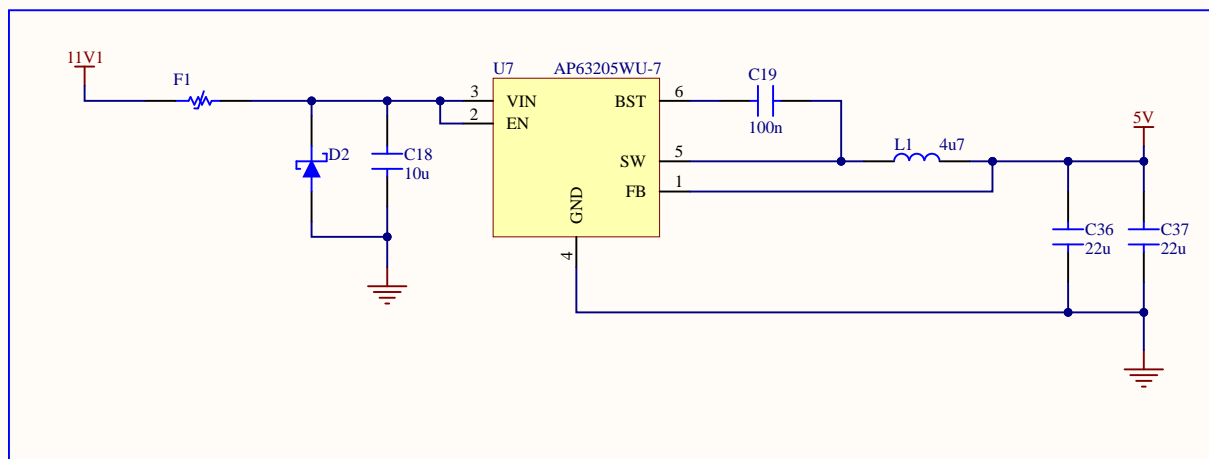 11V1
F1
D2
C18
10u
U7 AP63205WU-7
3 VIN
2 EN
BST 6
SW 5
FB 1
GND
4
C19
100n
L1 4u7
5V
C36
22u
C37
22u